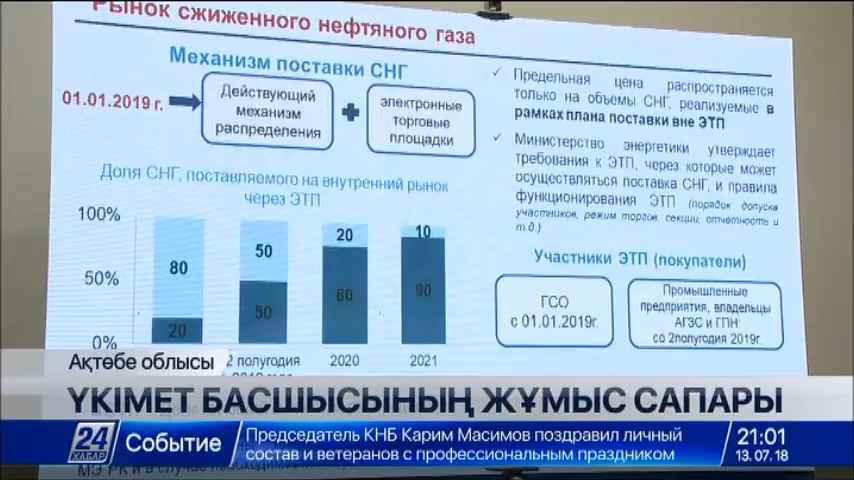 Рынок сжиженного нефтяного газа
Механизм поставки СНГ
01.01.2019 г.
Действующий
механизм
распределения
электронные
торговые
площадки
✓ Предельная цена распространяется
только на объемы СНГ, реализуемые в
рамках плана поставки вне ЭТП
✓ Министерство энергетики утверждает
требования к ЭТП, через которые может
осуществляться поставка СНГ, и правила
функционирования ЭТП (порядок допуска
участников, режим торгов, секции, отчетность и
т.д.)
Доля СНГ, поставляемого на внутренний рынок
через ЭТП
100%
50%
0%
80
20
50
50
20
80
10
90
2 полугодия
2020
2021
Участники ЭТП (покупатели)
ГСО
с 01.01.2019г.
Промышленные
предприятия, владельцы
АГЗС и ГПН
со 2полугодия 2019г.
Ақтөбе облысы
ҮКІМЕТ БАСШЫСЫНЫҢ ЖҰМЫС САПАРЫ
24
ХАБАР
Событие
Председатель КНБ Карим Масимов поздравил личный
состав и ветеранов с профессиональным праздником
21:01
13.07.18